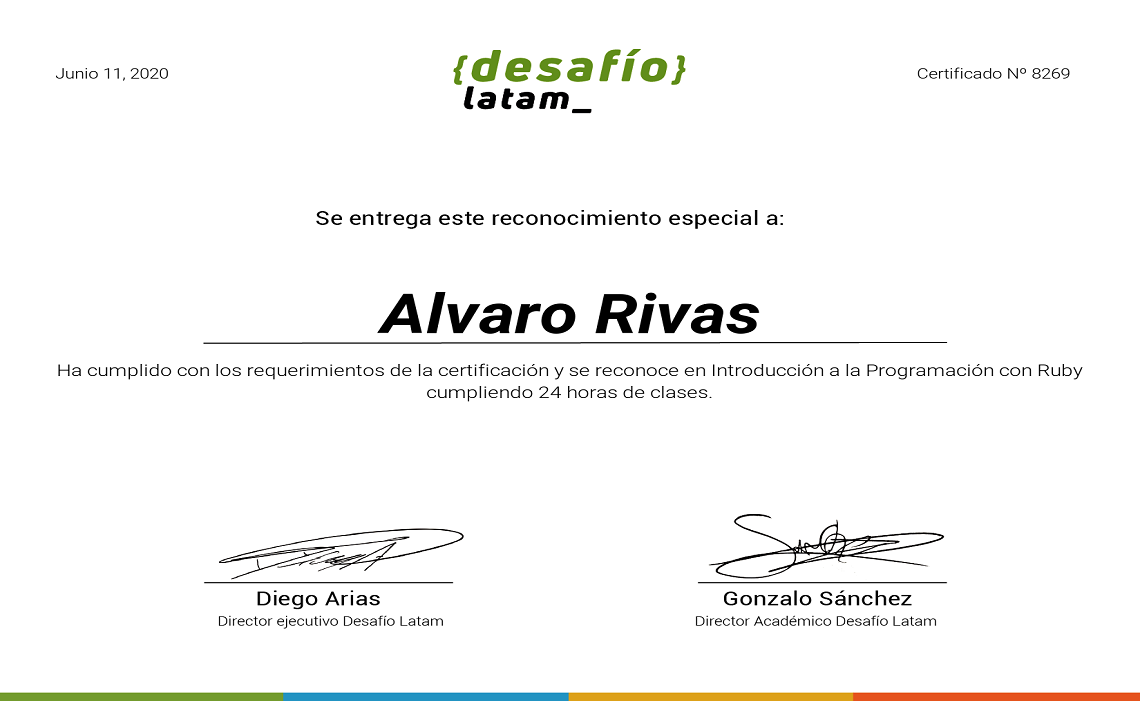 Junio 11, 2020
{desafío}
latam_
Certificado Nº 8269
Se entrega este reconocimiento especial a:
Alvaro Rivas
Ha cumplido con los requerimientos de la certificación y se reconoce en Introducción a la Programación con Ruby
cumpliendo 24 horas de clases.
Diego Arias
Director ejecutivo Desafío Latam
Gonzalo Sánchez
Director Académico Desafío Latam